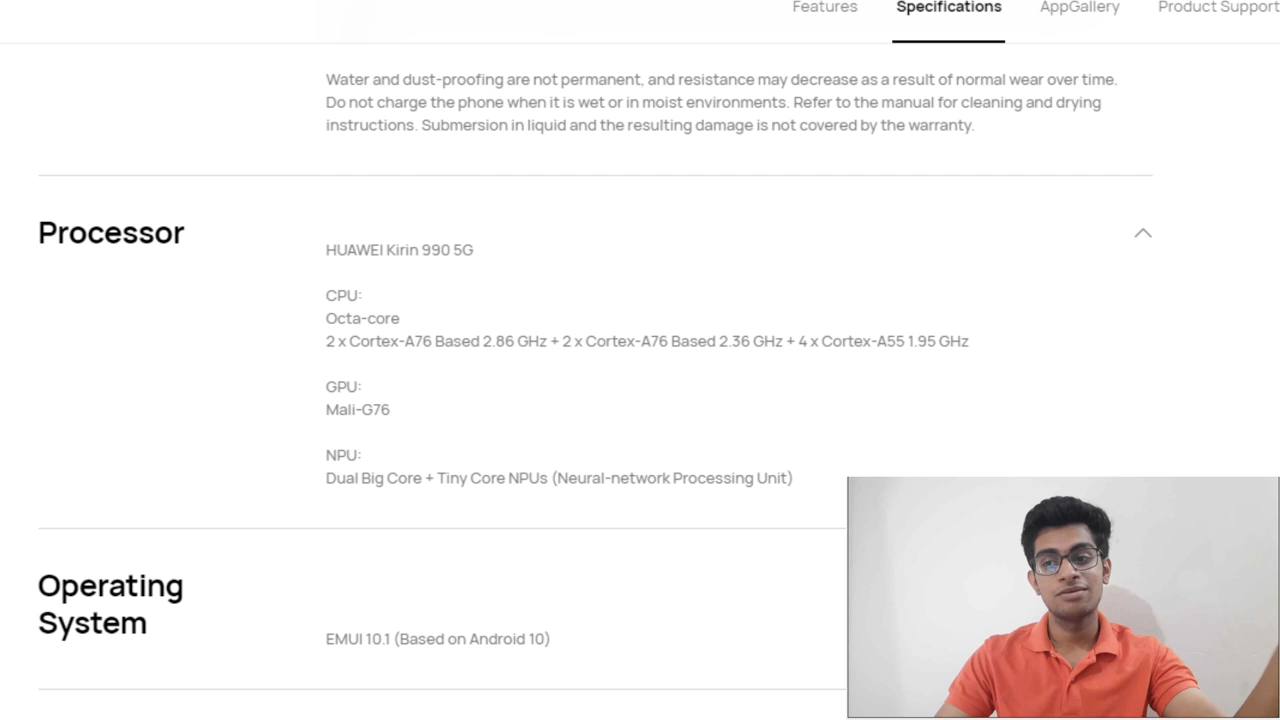 Features Specifications AppGallery Product Support
Water and dust-proofing are not permanent, and resistance may decrease as a result of normal wear over time.
Do not charge the phone when it is wet or in moist environments. Refer to the manual for cleaning and drying
instructions. Submersion in liquid and the resulting damage is not covered by the warranty.
Processor
HUAWEI Kirin 990 5G
CPU:
Octa-core
2 x Cortex-A76 Based 2.86 GHz + 2 x Cortex-A76 Based 2.36 GHz + 4 x Cortex-A55 1.95 GHz
GPU:
Mali-G76
NPU:
Dual Big Core + Tiny Core NPUs (Neural-network Processing Unit)
Operating
System
EMUI 10.1 (Based on Android 10)